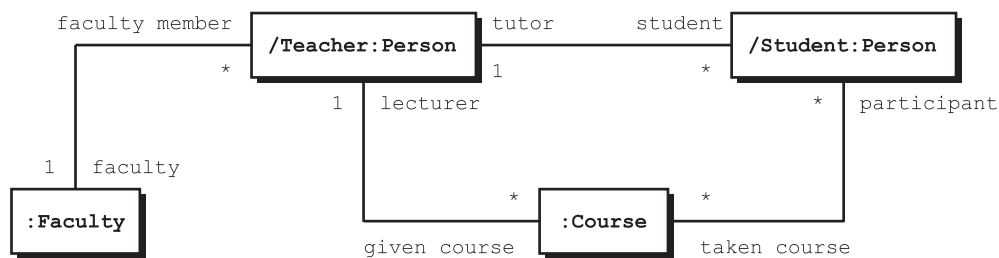 faculty member
/Teacher:Person
tutor
student
/Student:Person
*
1
*
1
lecturer
*
participant
1
faculty
:Faculty
*
:Course
*
given course
taken course